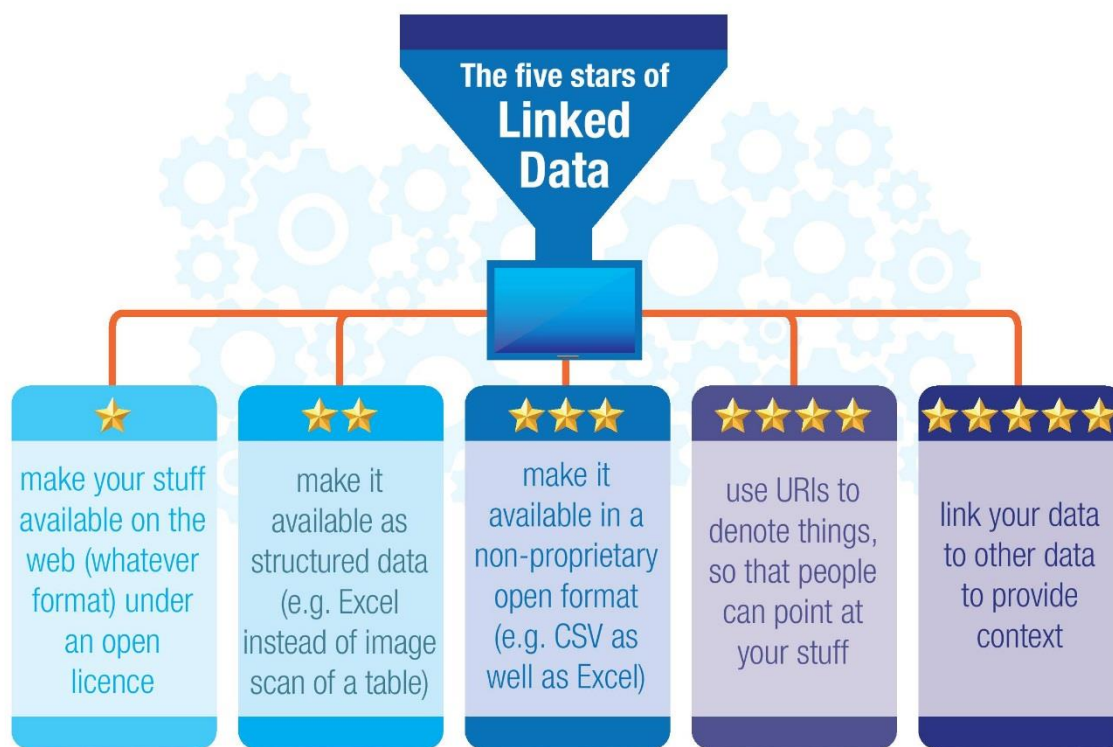 The five stars of
Linked
Data
make your stuff
available on the
web (whatever
format) under
an open
licence
make it
available as
structured data
(e.g. Excel
instead of image
scan of a table)
make it
available in a
non-proprietary
open format
(e.g. CSV as
well as Excel)
use URIs to
denote things,
so that people
can point at
your stuff
link your data
to other data
to provide
context